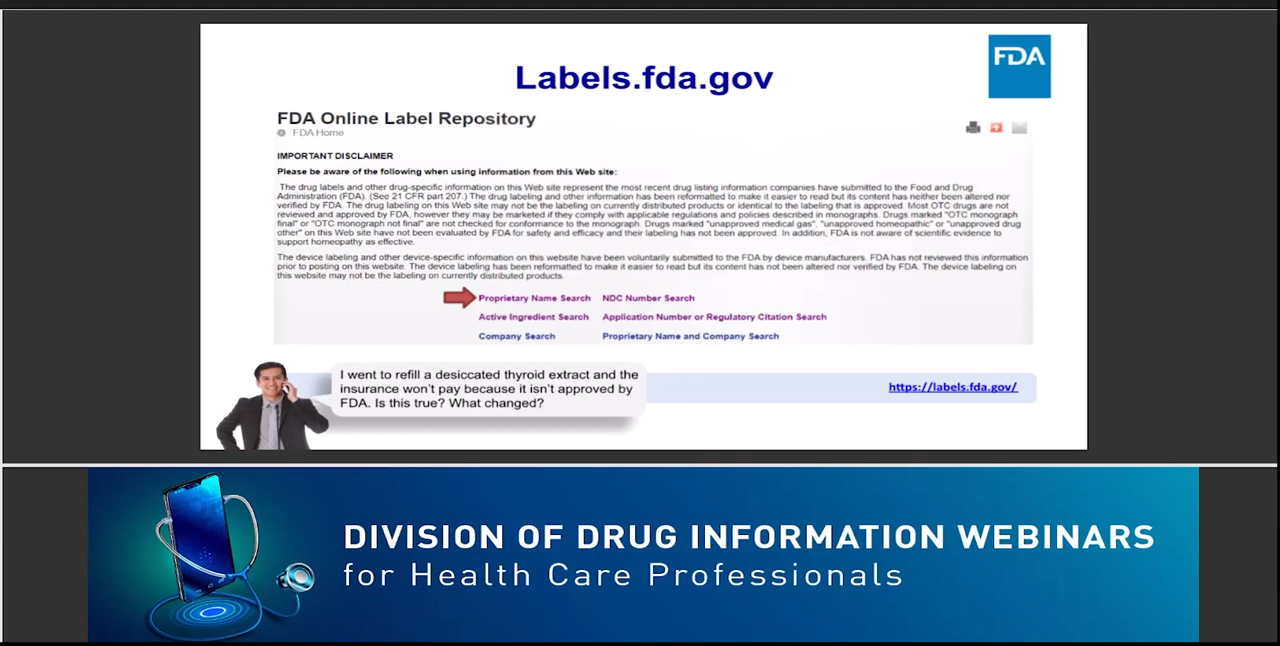 FDA
Labels.fda.gov
FDA Online Label Repository
FDA Home
IMPORTANT DISCLAIMER
Please be aware of the following when using information from this Web site:
The drug labels and other drug-specific information on this Web site represent the most recent drug listing information companies have submitted to the Food and Drug
Administration (FDA). (See 21 CFR part 207.) The drug labeling and other information has been reformatted to make it easier to read but its content has neither been altered nor
verified by FDA. The drug labeling on this Web site may not be the labeling on currently distributed products or identical to the labeling that is approved. Most OTC drugs are not
reviewed and approved by FDA, however they may be marketed if they comply with applicable regulations and policies described in monographs. Drugs marked "OTC monograph
final" or "OTC monograph not final" are not checked for conformance to the monograph. Drugs marked "unapproved medical gas", "unapproved homeopathic" or "unapproved drug
other" on this Web site have not been evaluated by FDA for safety and efficacy and their labeling has not been approved. In addition, FDA is not aware of scientific evidence to
support homeopathy as effective.
The device labeling and other device-specific information on this website have been voluntarily submitted to the FDA by device manufacturers. FDA has not reviewed this information
prior to posting on this website. The device labeling has been reformatted to make it easier to read but its content has not been altered nor verified by FDA. The device labeling on
this website may not be the labeling on currently distributed products.
Proprietary Name Search NDC Number Search
Active Ingredient Search Application Number or Regulatory Citation Search
Company Search Proprietary Name and Company Search
I went to refill a desiccated thyroid extract and the
insurance won't pay because it isn't approved by
FDA. Is this true? What changed?
https://labels.fda.gov/
DIVISION OF DRUG INFORMATION WEBINARS
for Health Care Professionals